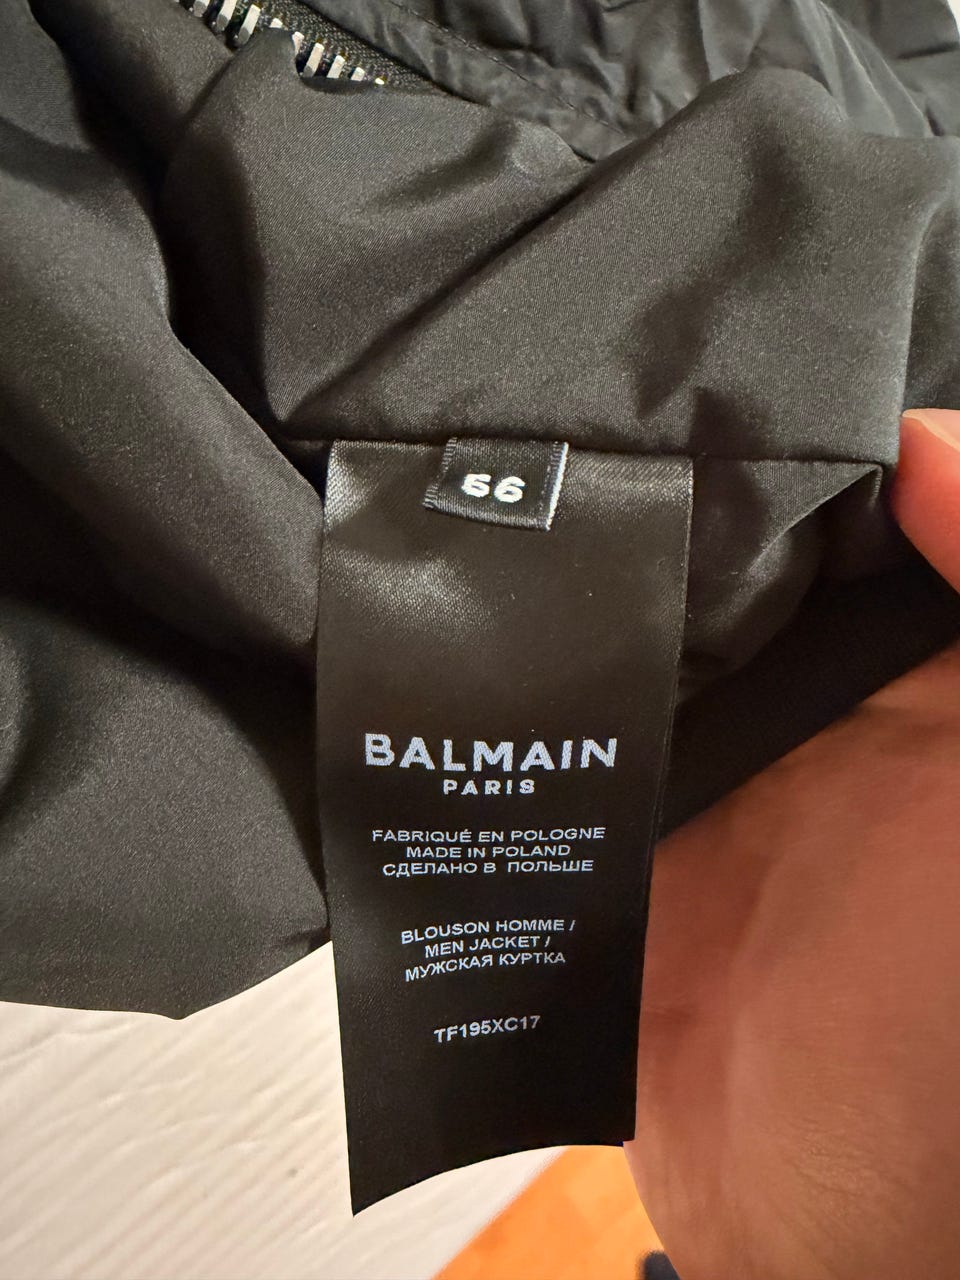 56
BALMAIN
PARIS
FABRIQUÉ EN POLOGNE
MADE IN POLAND
СДЕЛАНО В ПОЛЬШЕ
BLOUSON HOMME /
MEN JACKET /
МУЖСКАЯ КУРТКА
TF195XC17